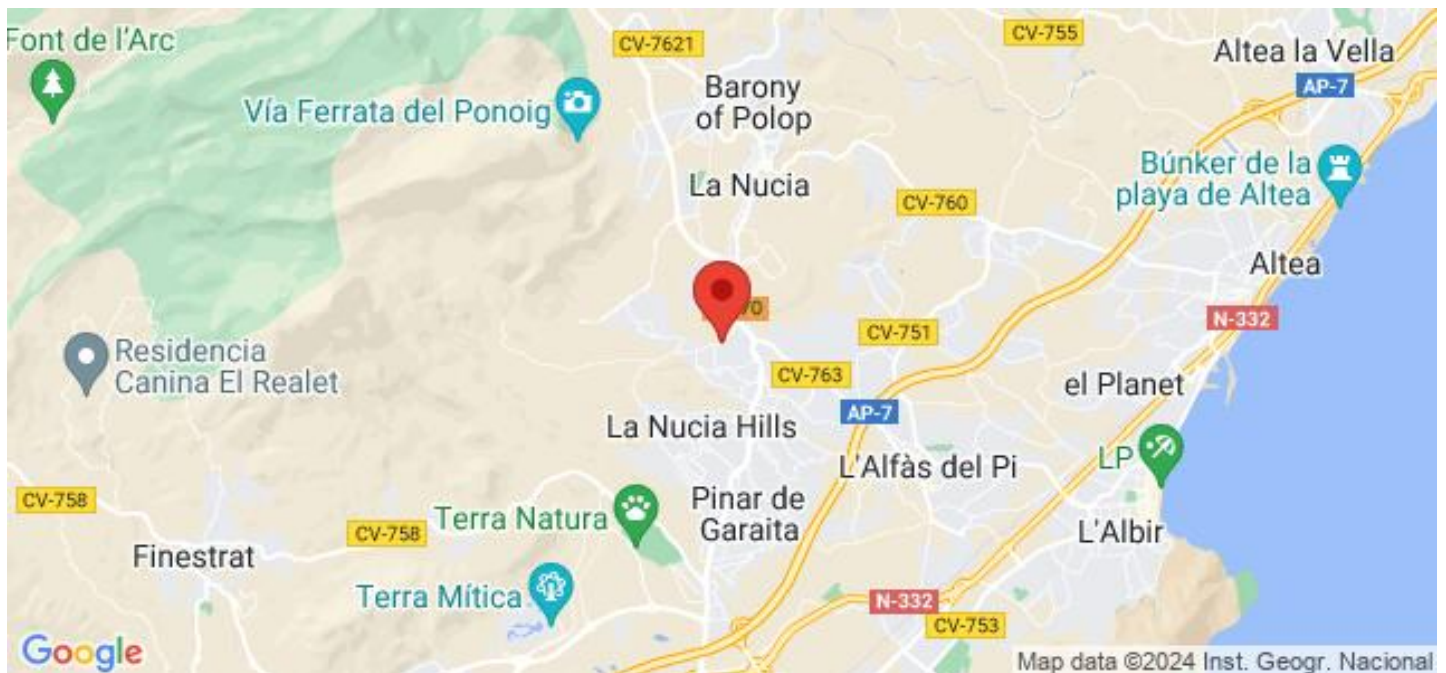 Font de l'Arc
CV-7621
CV-755
Altea la Vella
AP-7
Vía Ferrata del Ponoig
Barony
of Polop
La Nucia
Búnker de la
playa de Altea
CV-760
Altea
70
N-332
CV-751
Residencia
Canina El Realet
CV-763
el Planet
AP-7
La Nucia Hills
L'Alfàs del Pi
LP
CV-758
Terra Natura
Pinar de
Garaita
CV-758
L'Albir
Finestrat
Terra Mítica
N-332
CV-753
Google
Map data ©2024 Inst. Geogr. Nacional